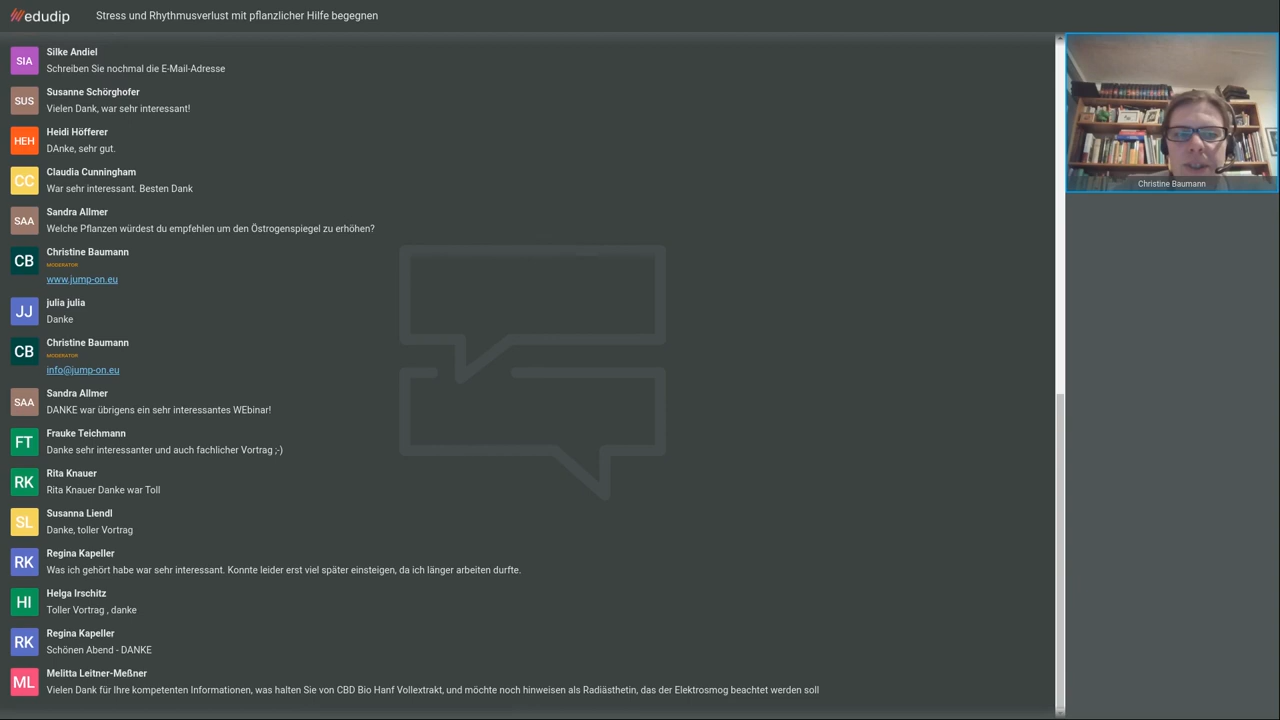 edudip
Stress und Rhythmusverlust mit pflanzlicher Hilfe begegnen
SIA
Silke Andiel
Schreiben Sie nochmal die E-Mail-Adresse
SUS
Susanne Schörghofer
Vielen Dank, war sehr interessant!
HEH
Heidi Höfferer
DAnke, sehr gut.
CC
Claudia Cunningham
War sehr interessant. Besten Dank
SAA
Sandra Allmer
Welche Pflanzen würdest du empfehlen um den Östrogenspiegel zu erhöhen?
CB
Christine Baumann
MODERATOR
www.jump-on.eu
JJ
julia julia
Danke
CB
Christine Baumann
MODERATOR
info@jump-on.eu
SAA
Sandra Allmer
DANKE war übrigens ein sehr interessantes WEbinar!
FT
Frauke Teichmann
Danke sehr interessanter und auch fachlicher Vortrag ;-)
RK
Rita Knauer
Rita Knauer Danke war Toll
SL
Susanna Liendl
Danke, toller Vortrag
RK
Regina Kapeller
Was ich gehört habe war sehr interessant. Konnte leider erst viel später einsteigen, da ich länger arbeiten durfte.
HI
Helga Irschitz
Toller Vortrag , danke
RK
Regina Kapeller
Schönen Abend - DANKE
ML
Melitta Leitner-Meßner
Vielen Dank für Ihre kompetenten Informationen, was halten Sie von CBD Bio Hanf Vollextrakt, und möchte noch hinweisen als Radiästhetin, das der Elektrosmog beachtet werden soll
Christine Baumann